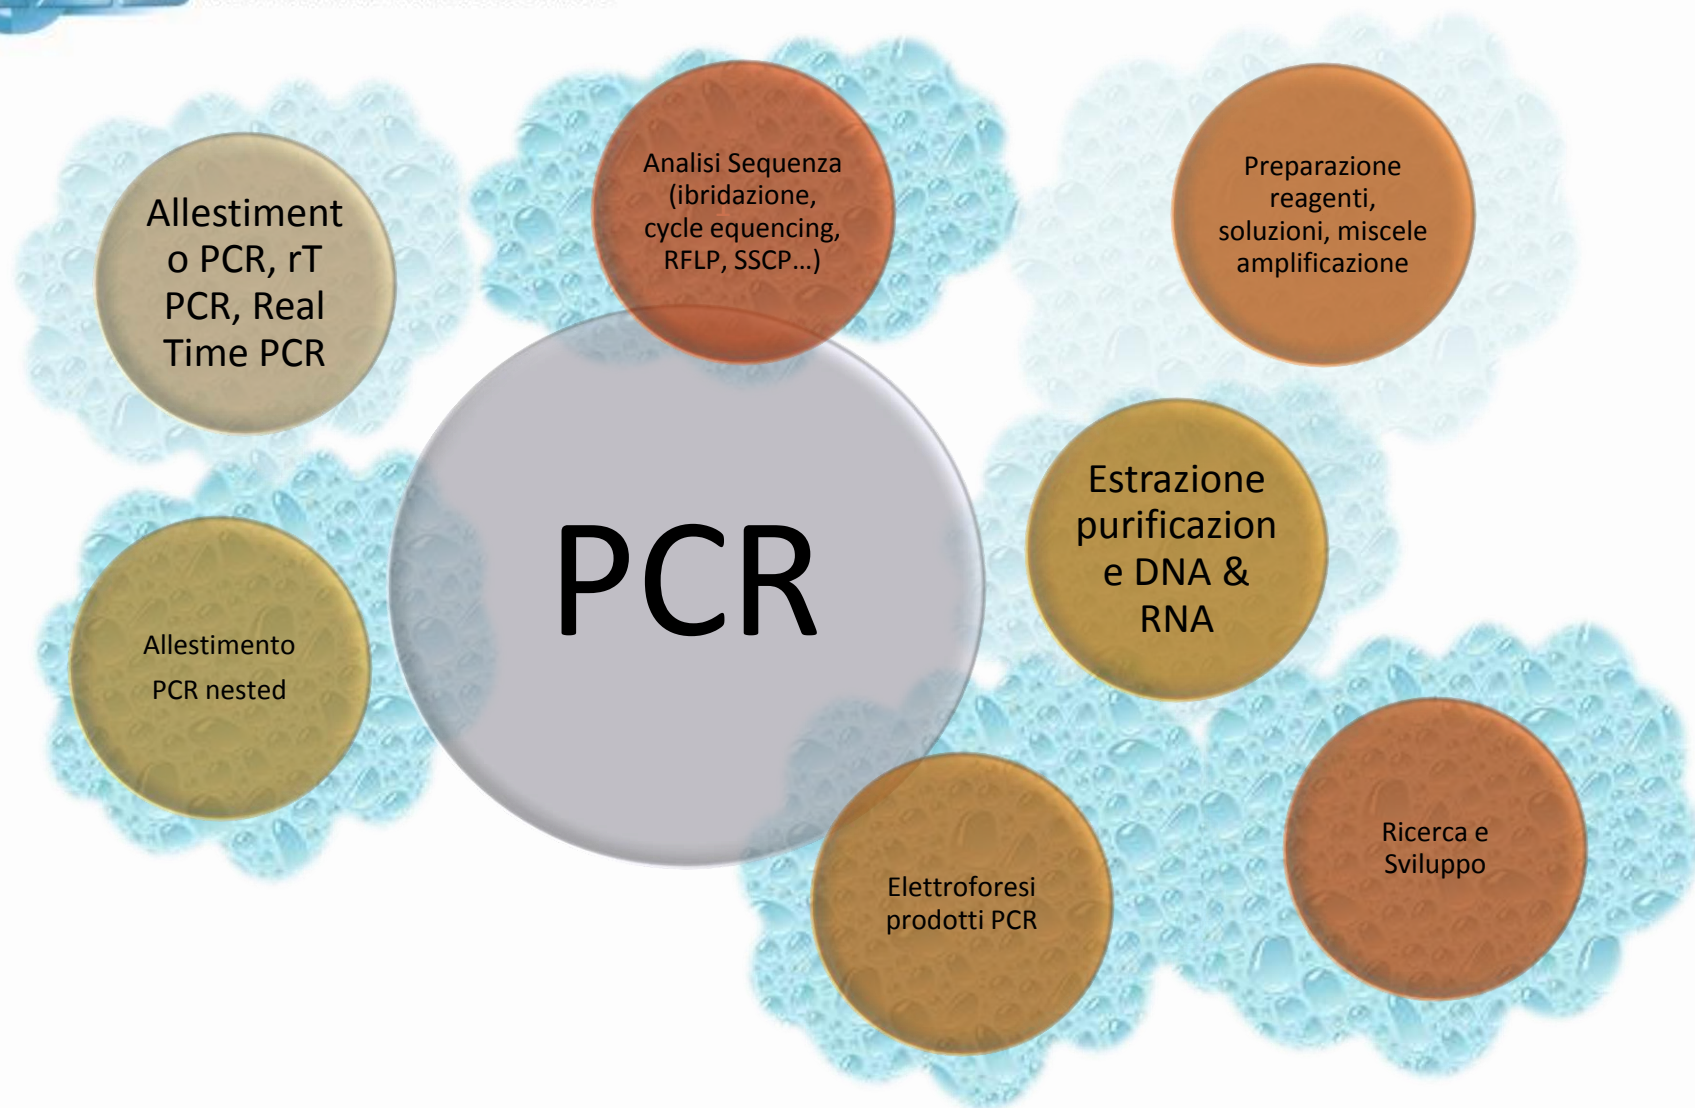 Allestiment
o PCR, rT
PCR, Real
Time PCR
Analisi Sequenza
(ibridazione,
cycle equencing,
RFLP, SSCP...)
Preparazione
reagenti,
soluzioni, miscele
amplificazione
PCR
Estrazione
purificazion
e DNA &
RNA
Allestimento
PCR nested
Elettroforesi
prodotti PCR
Ricerca e
Sviluppo